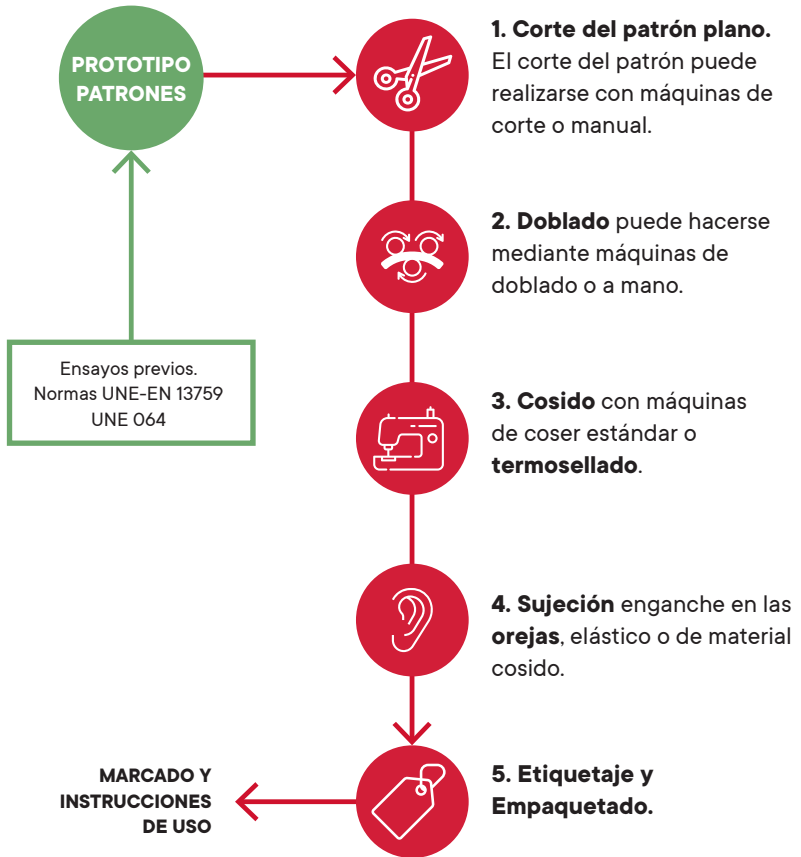 PROTOTIPO
PATRONES
1. Corte del patrón plano.
El corte del patrón puede
realizarse con máquinas de
corte o manual.
2. Doblado puede hacerse
mediante máquinas de
doblado o a mano.
Ensayos previos.
Normas UNE-EN 13759
UNE 064
3. Cosido con máquinas
de coser estándar o
termosellado.
4. Sujeción enganche en las
orejas, elástico o de material
cosido.
5. Etiquetaje y
Empaquetado.
MARCADO Y
INSTRUCCIONES
DE USO